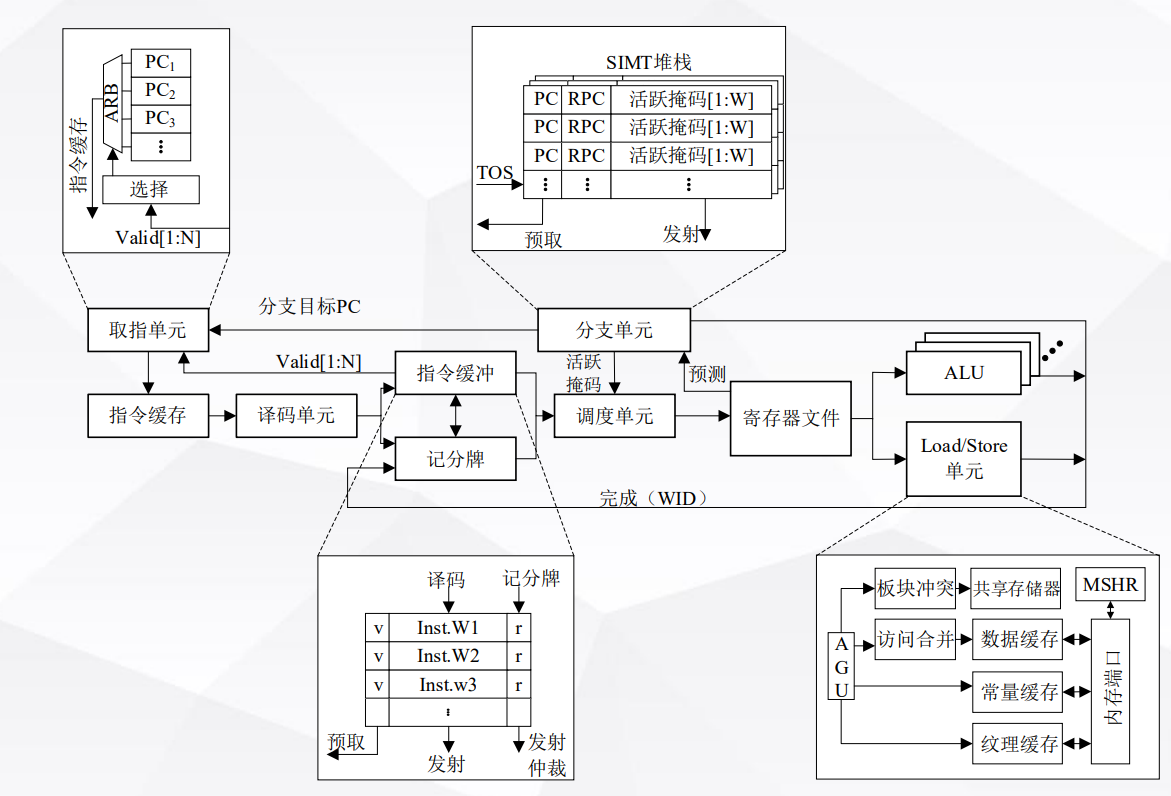 PC1
PC2
PC3
ARB
指令缓存
选择
Valid[1:N]
SIMT堆栈
PC RPC 活跃掩码[1:W]
PC RPC 活跃掩码[1:W]
PC RPC 活跃掩码[1:W]
TOS
预取
发射
取指单元
分支目标PC
分支单元
Valid[1:N]
指令缓冲
活跃
掩码
预测
ALU
指令缓存
译码单元
调度单元
寄存器文件
记分牌
Load/Store
单元
完成（WID）
译码
记分牌
v Inst.W1 r
v Inst.W2 r
v Inst.w3 r
预取
发射
发射
仲裁
AGU
板块冲突
共享存储器
MSHR
访问合并
数据缓存
常量缓存
纹理缓存
内存端口